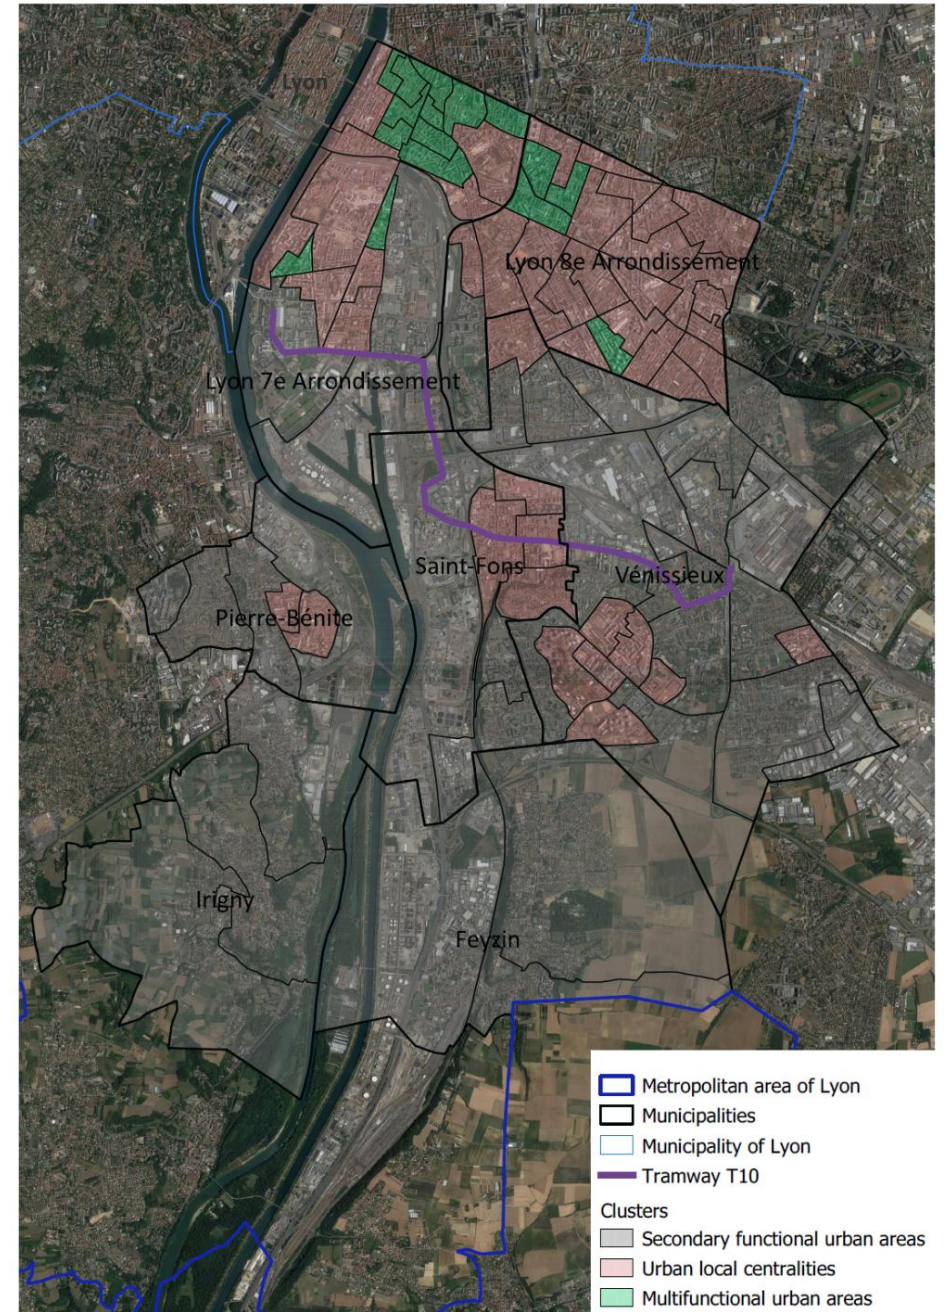 Lyon
Lyon 8e Arrondissement
Lyon 7e Arrondissement
Saint-Fons
Vénissieux
Pierre-Bénite
Irigny
Feyzin
Metropolitan area of Lyon
Municipalities
Municipality of Lyon
Tramway T10
Clusters
Secondary functional urban areas
Urban local centralities
Multifunctional urban areas